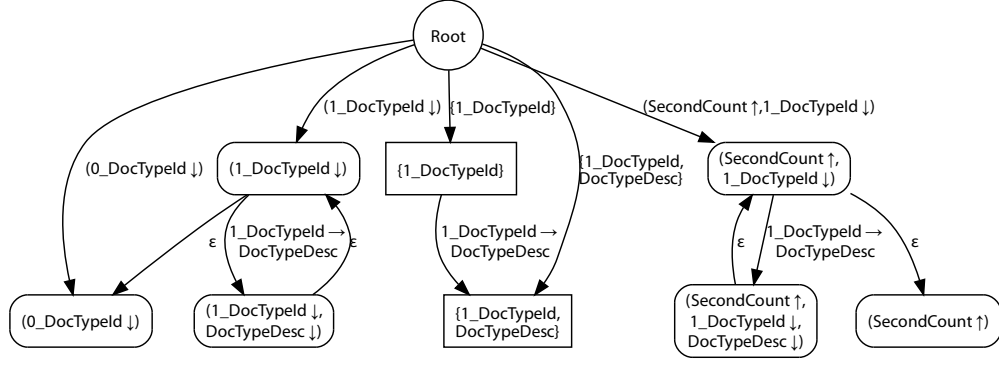 Root
(1_DocTypeId ↓)
{1_DocTypeId}
(SecondCount ↑,1_DocTypeId ↓)
(0_DocTypeId ↓)
(1_DocTypeId ↓)
{1_DocTypeId}
{1_DocTypeId,
DocTypeDesc}
(SecondCount ↑,
1_DocTypeId ↓)
ε
1_DocTypeId →
DocTypeDesc
ε
1_DocTypeId →
DocTypeDesc
ε
1_DocTypeId →
DocTypeDesc
ε
(0_DocTypeId ↓)
(1_DocTypeId ↓,
DocTypeDesc ↓)
{1_DocTypeId,
DocTypeDesc}
(SecondCount ↑,
1_DocTypeId ↓,
DocTypeDesc ↓)
(SecondCount ↑)